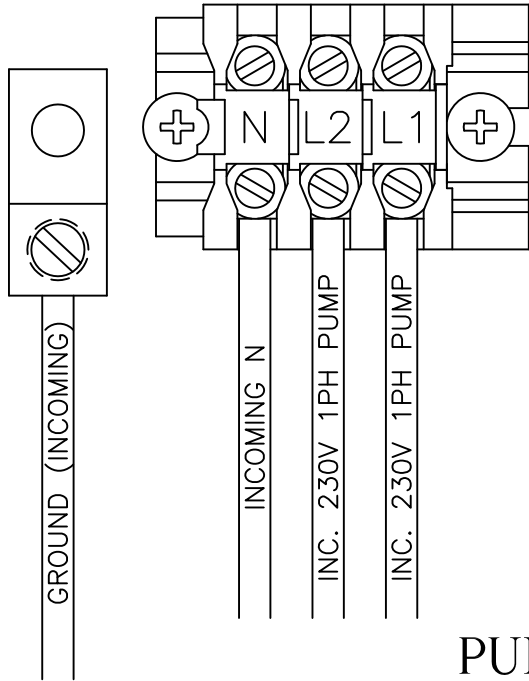 N L2 L1
GROUND (INCOMING)
INCOMING N
INC. 230V 1PH PUMP
INC. 230V 1PH PUMP